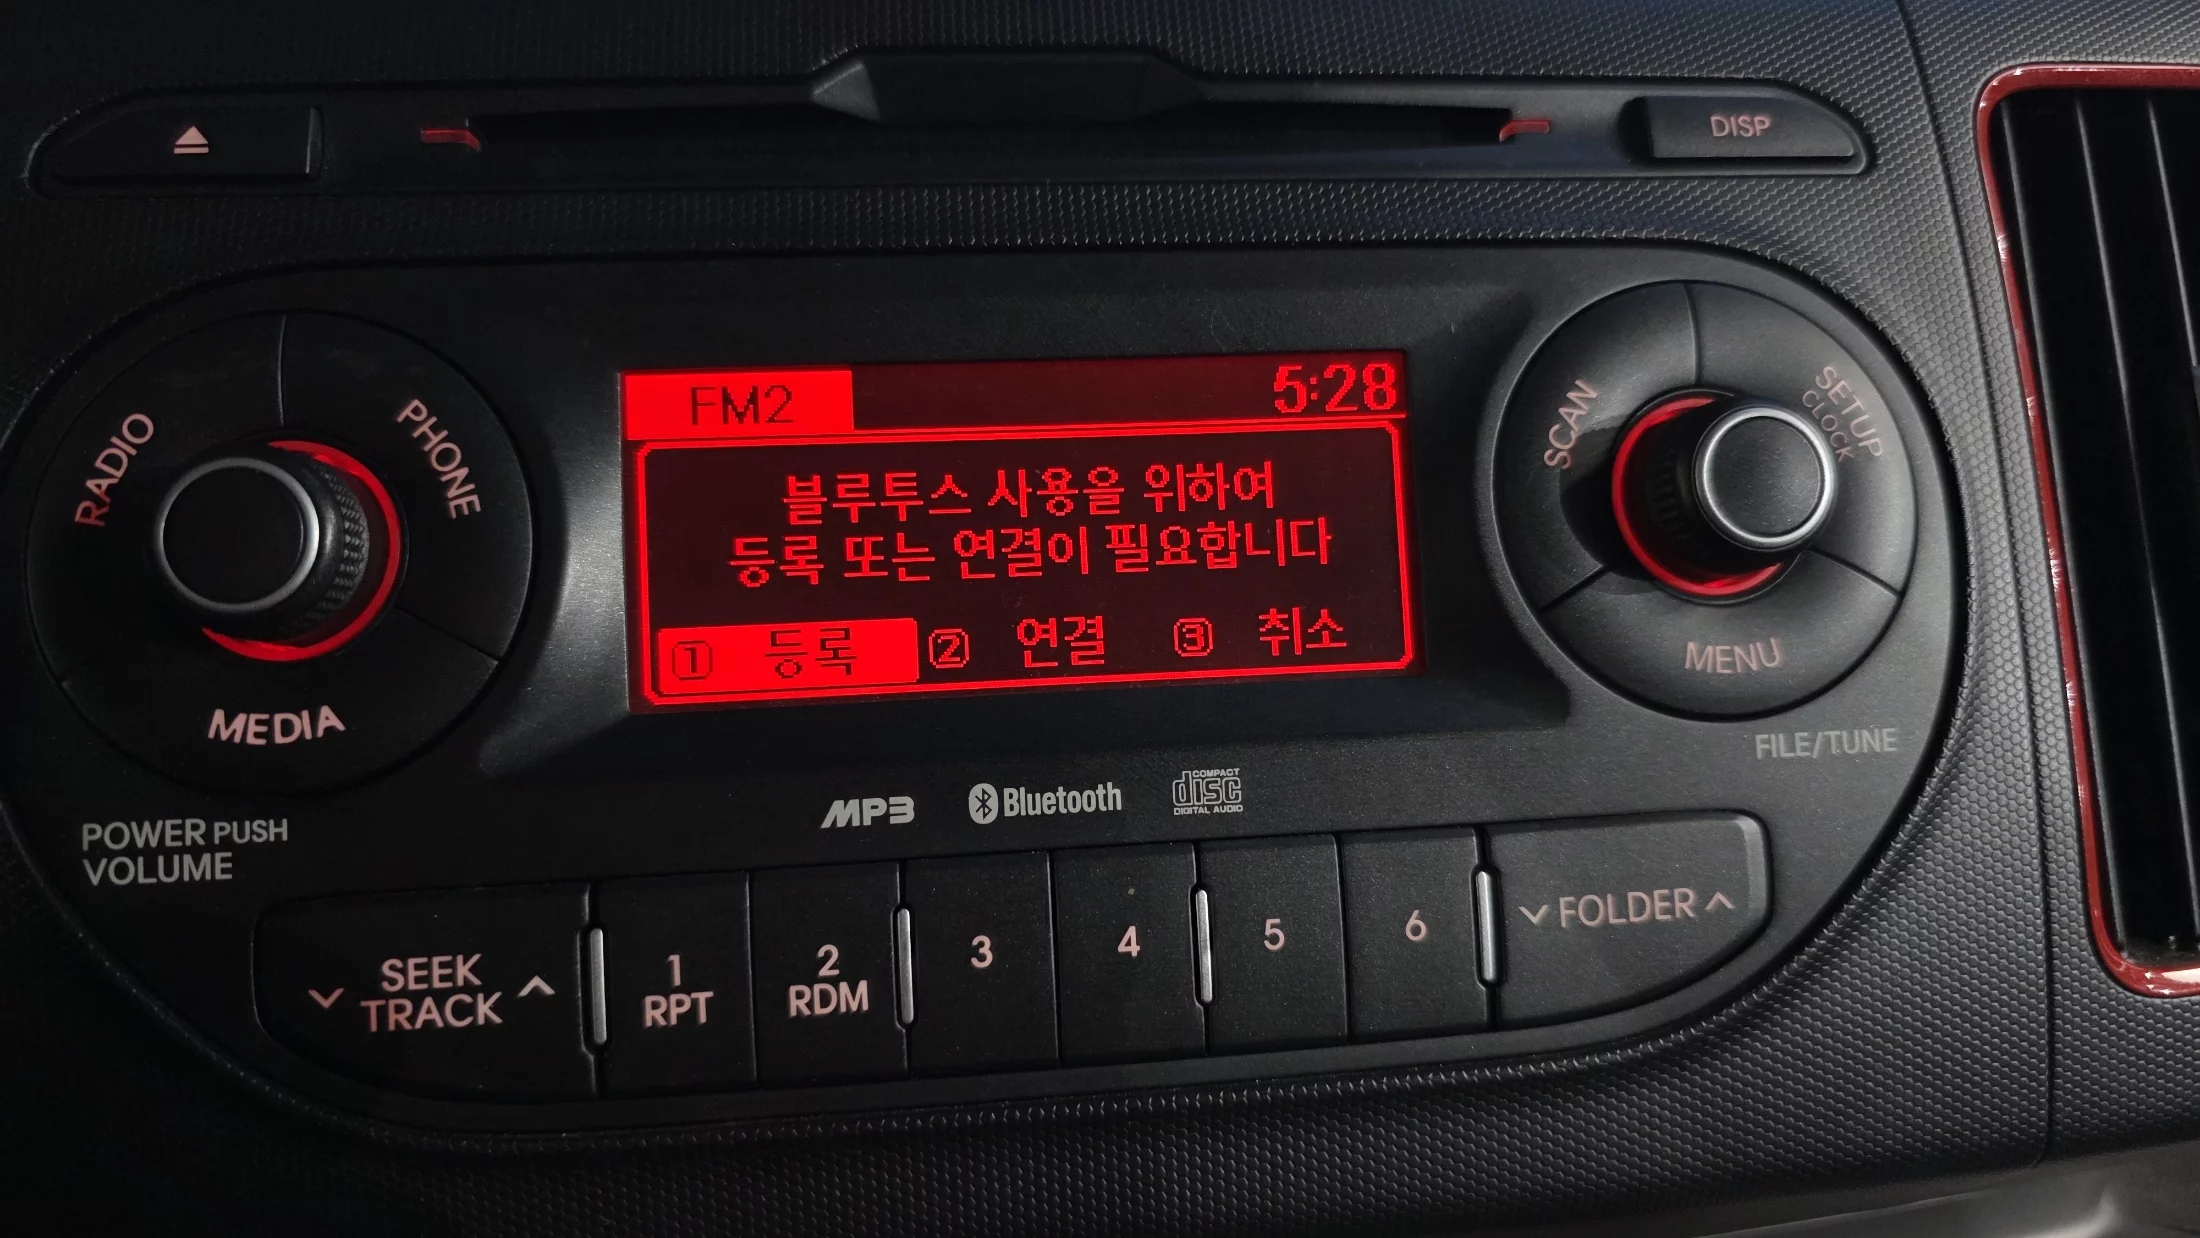 DISP
RADIO
PHONE
MEDIA
POWER PUSH
VOLUME
FM2
5:28
블루투스 사용을 위하여
등록 또는 연결이 필요합니다
① 등록 ② 연결 ③ 취소
SCAN
SETUP
CLOCK
MENU
FILE/TUNE
MP3
Bluetooth
COMPACT
disc
DIGITAL AUDIO
SEEK
TRACK
1
RPT
2
RDM
3
4
5
6
FOLDER